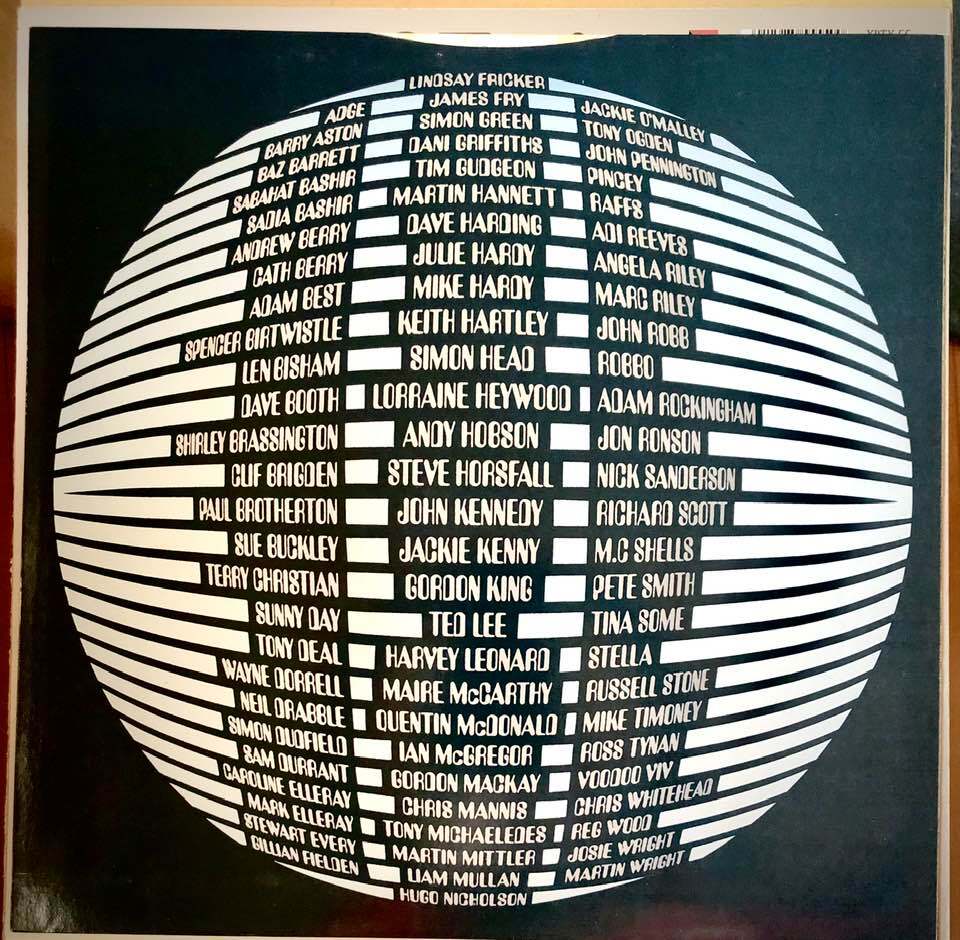 ADGE
BARRY ASTON
BAZ BARRETT
SABAHAT BASHIR
SADIA BASHIR
ANDREW BERRY
CATH BERRY
ADAM BEST
SPENCER BIRTWISTLE
LEN BISHAM
DAVE BOOTH
SHIRLEY BRASSINGTON
CLIF BRIGDEN
PAUL BROTHERTON
SUE BUCKLEY
TERRY CHRISTIAN
SUNNY DAY
TONY DEAL
WAYNE DORRELL
NEIL DRABBLE
SIMON DUDFIELD
SAM DURRANT
CAROLINE ELLERAY
MARK ELLERAY
STEWART EVERY
GILLIAN FIELDEN
LINDSAY FRICKER
JAMES FRY
SIMON GREEN
DANI GRIFFITHS
TIM GUDGEON
MARTIN HANNETT
DAVE HARDING
JULIE HARDY
MIKE HARDY
KEITH HARTLEY
SIMON HEAD
LORRAINE HEYWOOD
ANDY HOBSON
STEVE HORSFALL
JOHN KENNEDY
JACKIE KENNY
GORDON KING
TED LEE
HARVEY LEONARD
MAIRE McCARTHY
QUENTIN McDONALD
IAN McGREGOR
GORDON MACKAY
CHRIS MANNIS
TONY MICHAELEDES
MARTIN MITTLER
LIAM MULLAN
HUGO NICHOLSON
JACKIE O'MALLEY
TONY OGDEN
JOHN PENNINGTON
PINCEY
RAFFS
ADI REEVES
ANGELA RILEY
MARC RILEY
JOHN ROBB
ROBBO
ADAM ROCKINGHAM
JON RONSON
NICK SANDERSON
RICHARD SCOTT
M.C SHELLS
PETE SMITH
TINA SOME
STELLA
RUSSELL STONE
MIKE TIMONEY
ROSS TYNAN
VOODOO VIV
CHRIS WHITEHEAD
REG WOOD
JOSIE WRIGHT
MARTIN WRIGHT